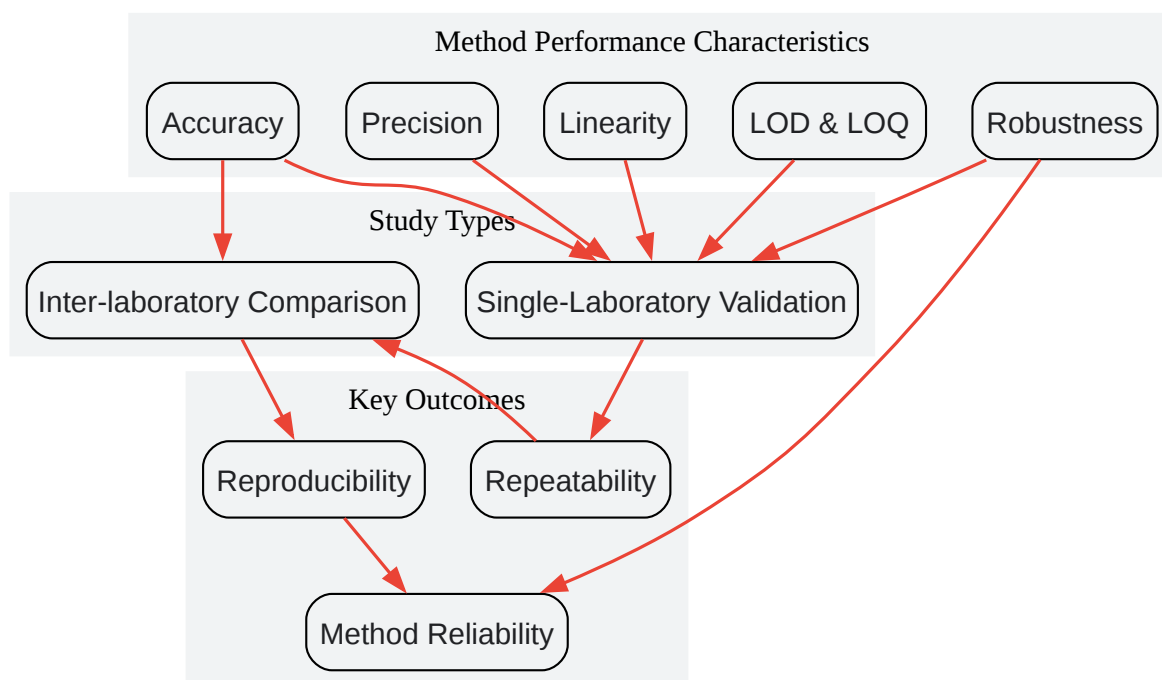 Method Performance Characteristics
Accuracy
Precision
Linearity
LOD & LOQ
Robustness
Study Types
Inter-laboratory Comparison
Single-Laboratory Validation
Key Outcomes
Reproducibility
Repeatability
Method Reliability